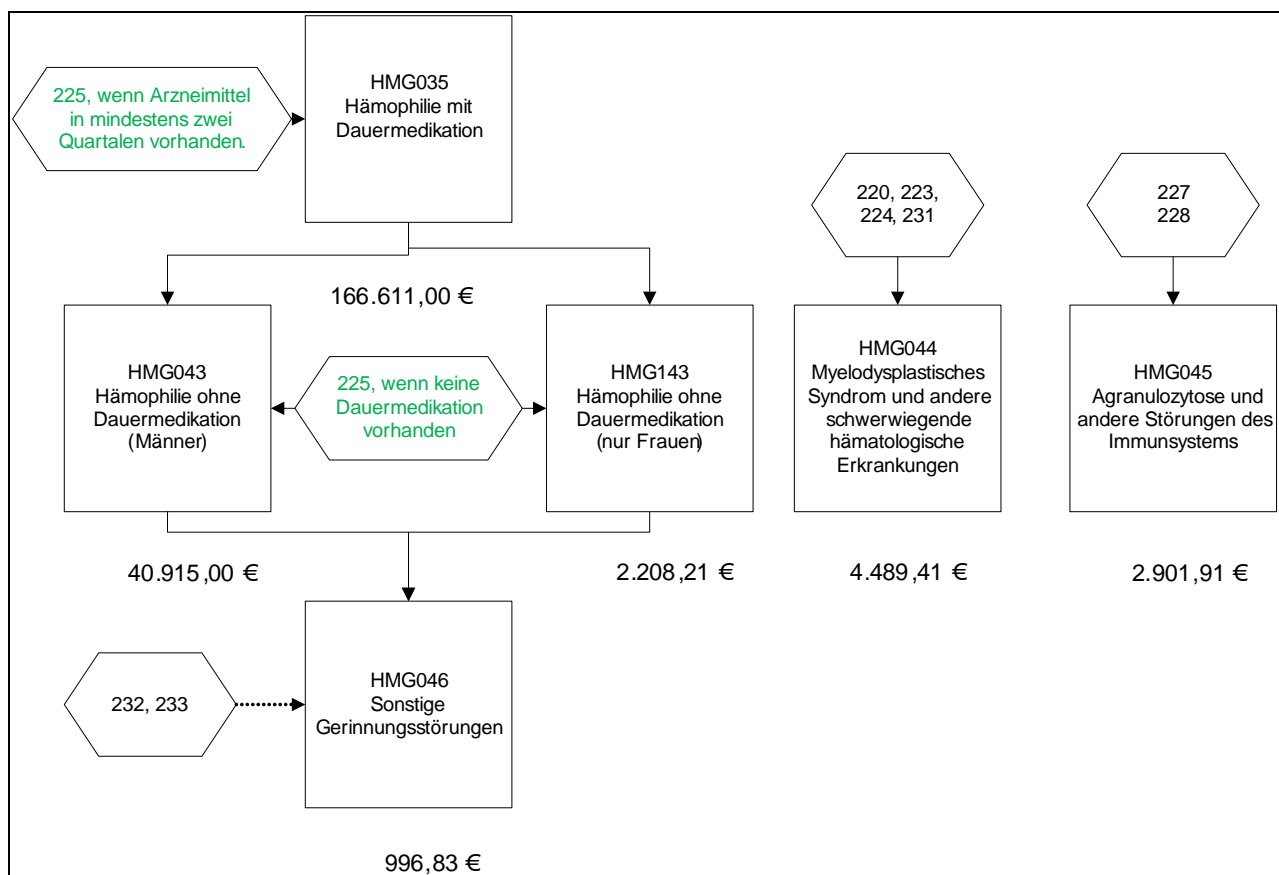 225, wenn Arzneimittel
in mindestens zwei
Quartalen vorhanden.
HMG035
Hämophilie mit
Dauermedikation
166.611,00 €
220, 223,
224, 231
227
228
HMG043
Hämophilie ohne
Dauermedikation
(Männer)
40.915,00 €
225, wenn keine
Dauermedikation
vorhanden
HMG143
Hämophilie ohne
Dauermedikation
(nur Frauen)
2.208,21 €
HMG044
Myelodysplastisches
Syndrom und andere
schwerwiegende
hämatologische
Erkrankungen
4.489,41 €
HMG045
Agranulozytose und
andere Störungen des
Immunsystems
2.901,91 €
232, 233
HMG046
Sonstige
Gerinnungsstörungen
996,83 €